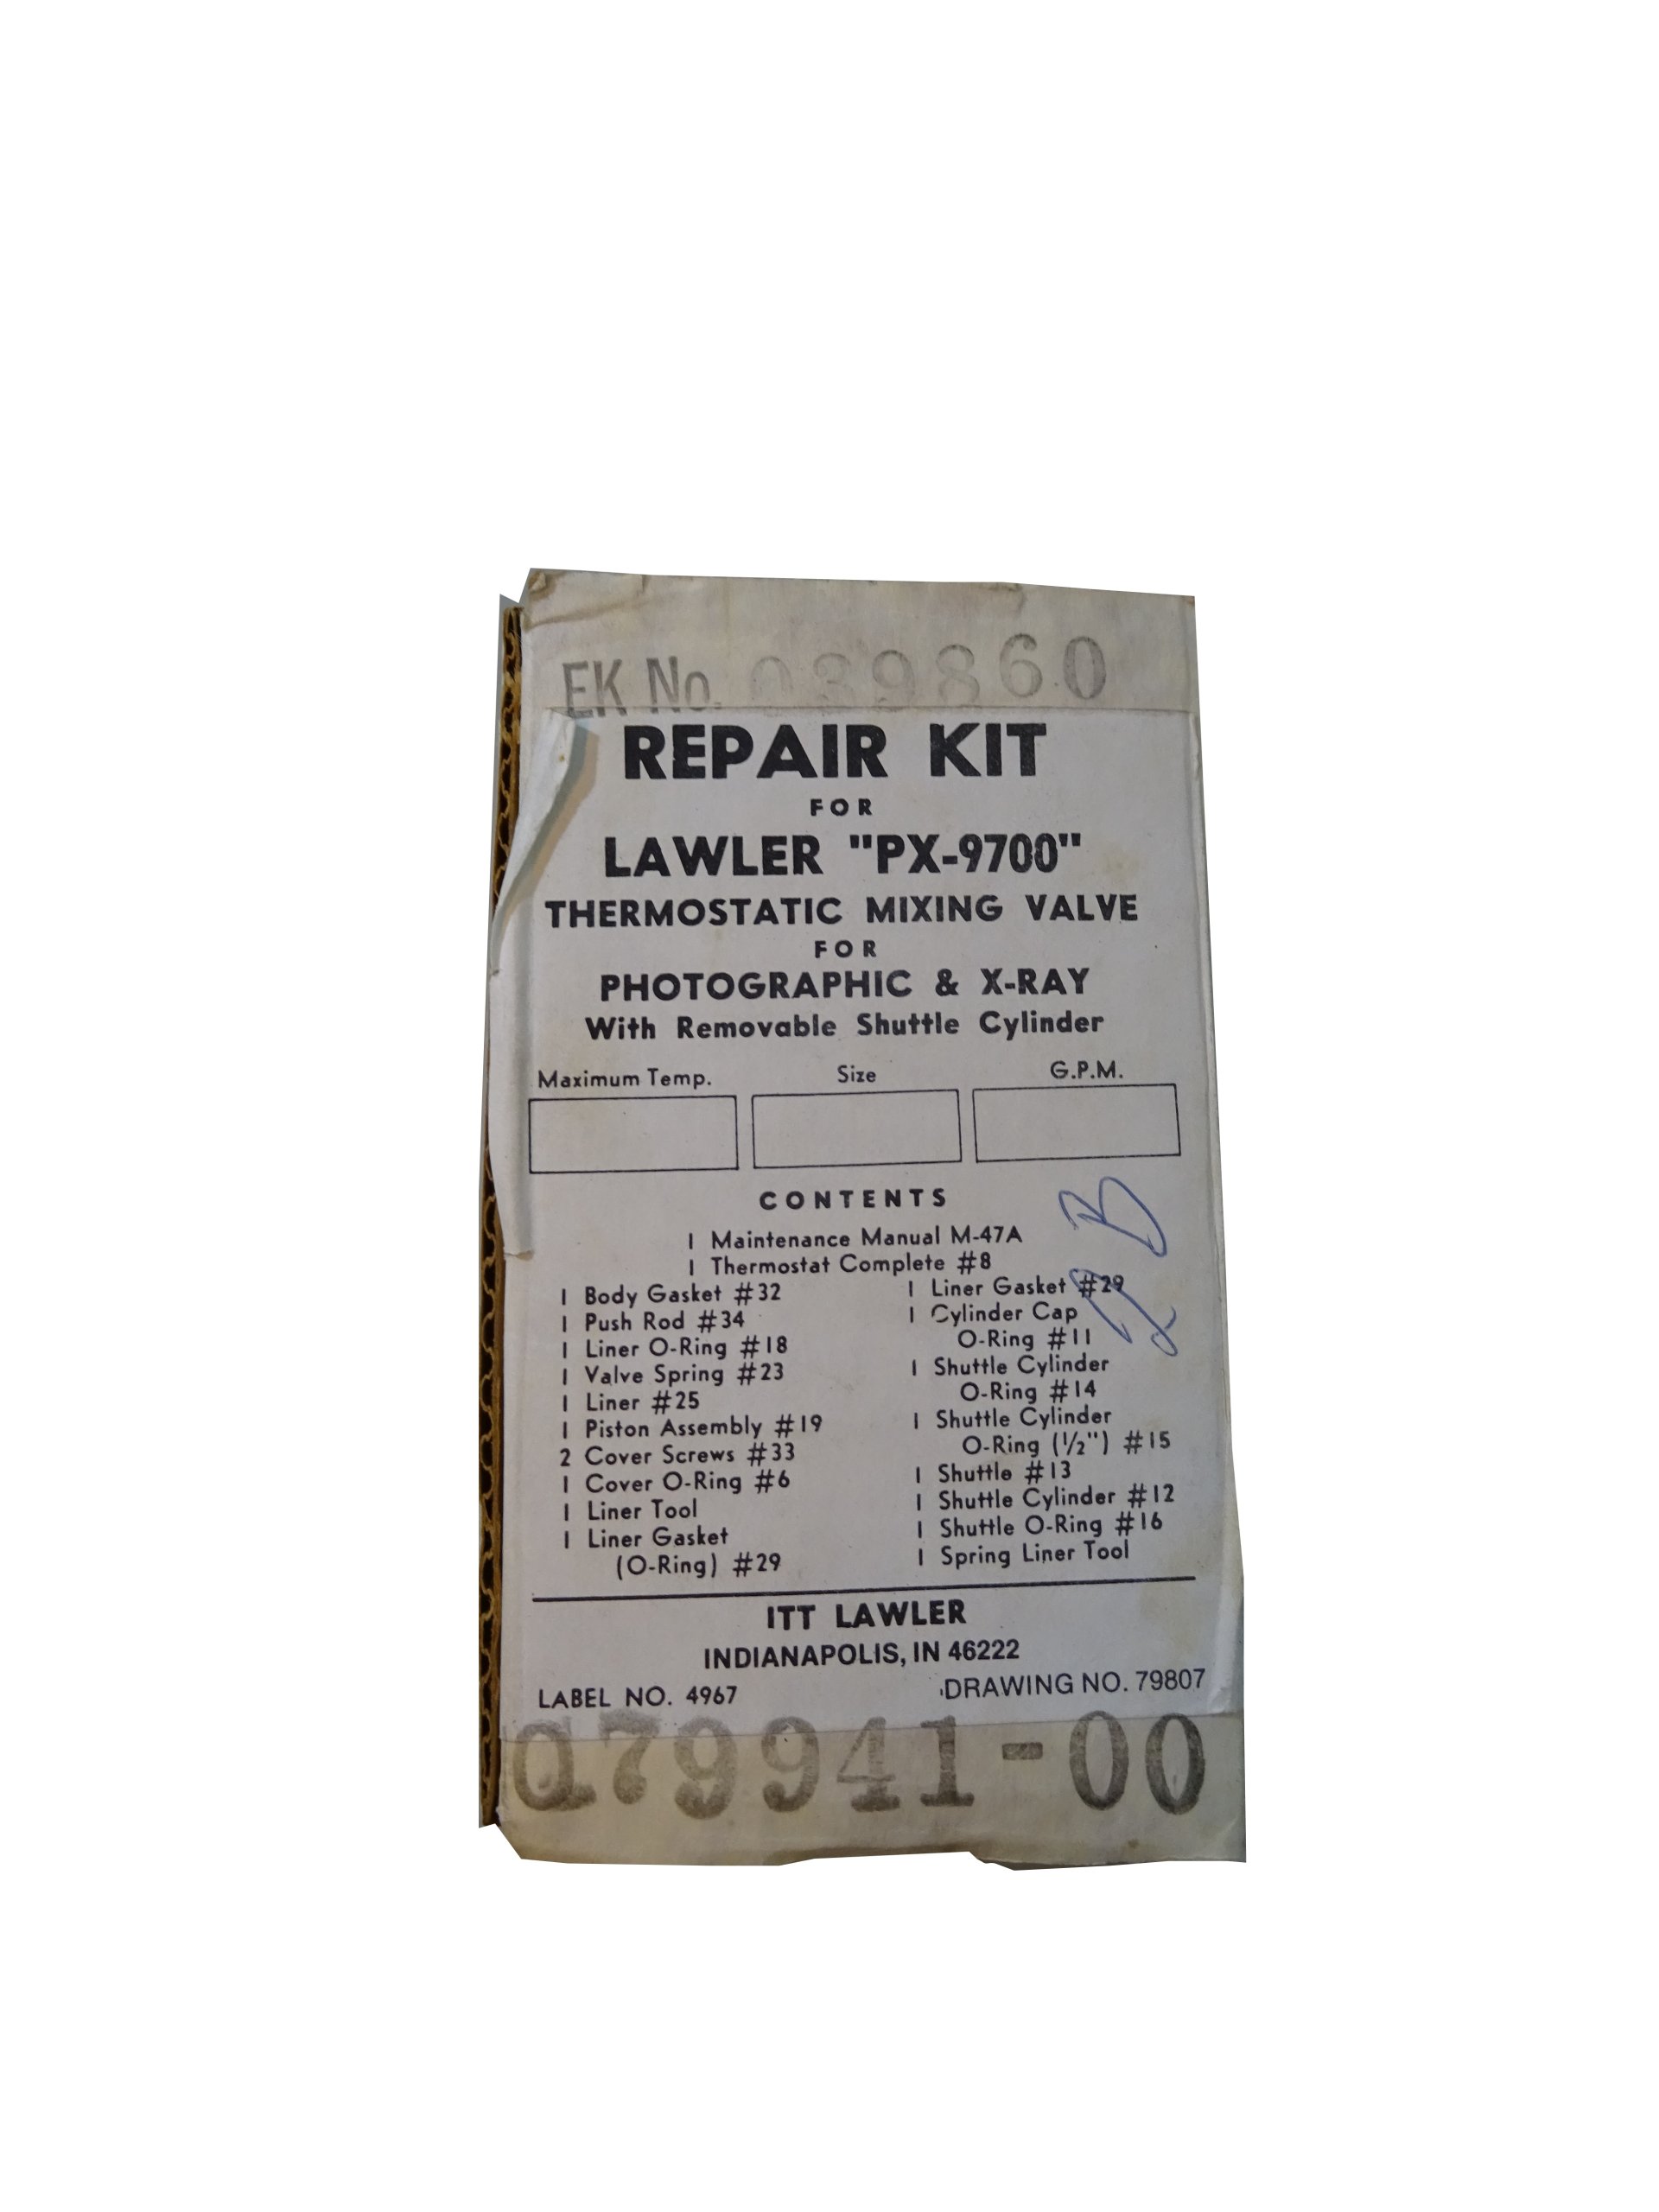 EK No. 039860
REPAIR KIT
FOR
LAWLER "PX-9700"
THERMOSTATIC MIXING VALVE
FOR
PHOTOGRAPHIC & X-RAY
With Removable Shuttle Cylinder
Maximum Temp. Size G.P.M.
CONTENTS
1 Maintenance Manual M-47A
1 Thermostat Complete #8
1 Body Gasket #32
1 Push Rod #34
1 Liner O-Ring #18
1 Valve Spring #23
1 Liner #25
1 Piston Assembly #19
2 Cover Screws #33
1 Cover O-Ring #6
1 Liner Tool
1 Liner Gasket
(O-Ring) #29
1 Liner Gasket #29
1 Cylinder Cap
O-Ring #11
1 Shuttle Cylinder
O-Ring #14
1 Shuttle Cylinder
O-Ring (1/2") #15
1 Shuttle #13
1 Shuttle Cylinder #12
1 Shuttle O-Ring #16
1 Spring Liner Tool
ITT LAWLER
INDIANAPOLIS, IN 46222
LABEL NO. 4967 DRAWING NO. 79807
079941-00